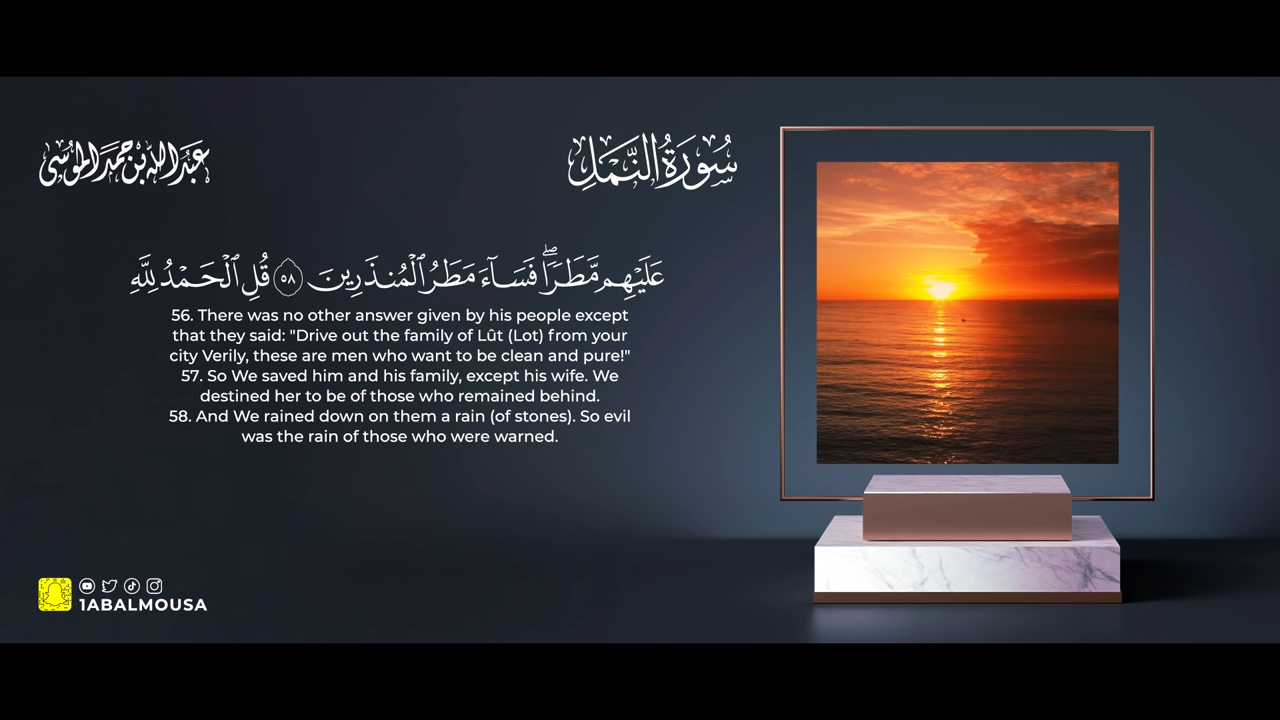 عَبْدُ اللهِ بْن حَمَد المُوسَى
سُورَةُ النَّمْلِ
عَلَيْهِم مَّطَرًاۖ فَسَآءَ مَطَرُ ٱلْمُنذَرِينَ ٥٨ قُلِ ٱلْحَمْدُ لِلَّهِ
56. There was no other answer given by his people except
that they said: "Drive out the family of Lût (Lot) from your
city Verily, these are men who want to be clean and pure!"
57. So We saved him and his family, except his wife. We
destined her to be of those who remained behind.
58. And We rained down on them a rain (of stones). So evil
was the rain of those who were warned.
1ABALMOUSA